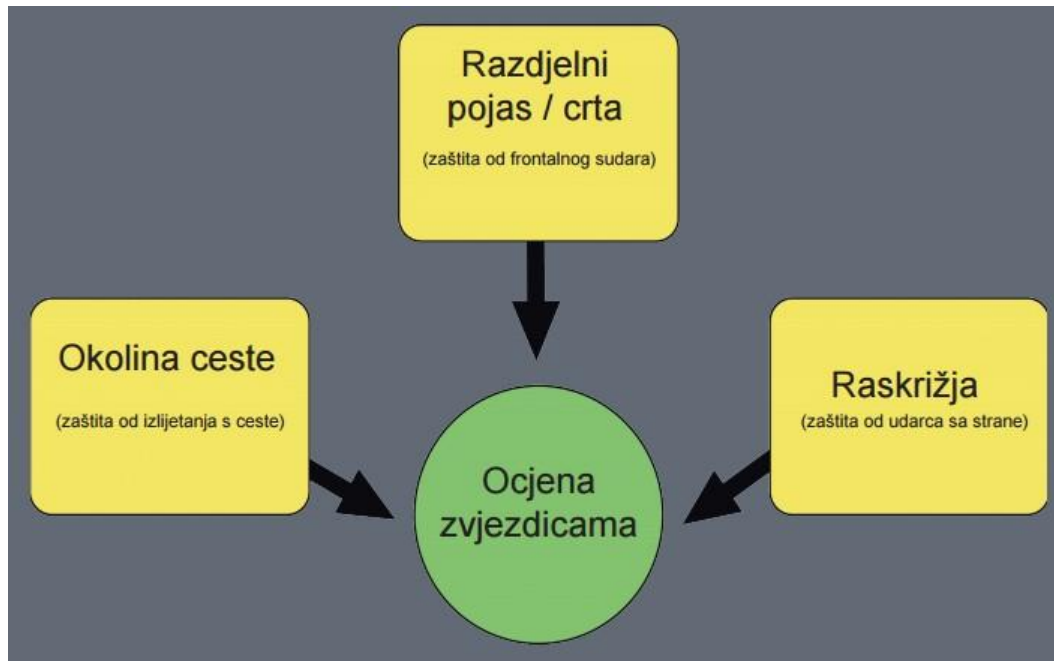 Razdjelni
pojas / crta
(zaštita od frontalnog sudara)
Okolina ceste
(zaštita od izlijetanja s ceste)
Raskrižja
(zaštita od udarca sa strane)
Ocjena
zvjezdicama